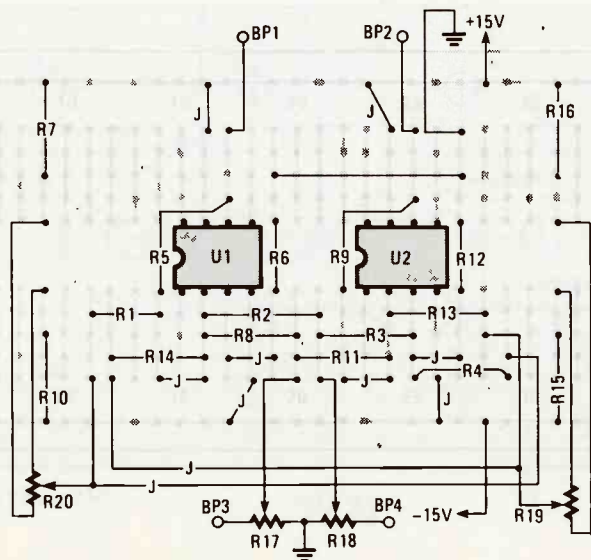 +15V
BP1
BP2
J
J
R7
R16
R5
U1
R6
R9
U2
R12
R1
R2
R13
R8
R3
R14
J
R11
J
R4
J
J
R10
J
J
R15
J
R20
J
BP3
BP4
-15V
R19
R17
R18